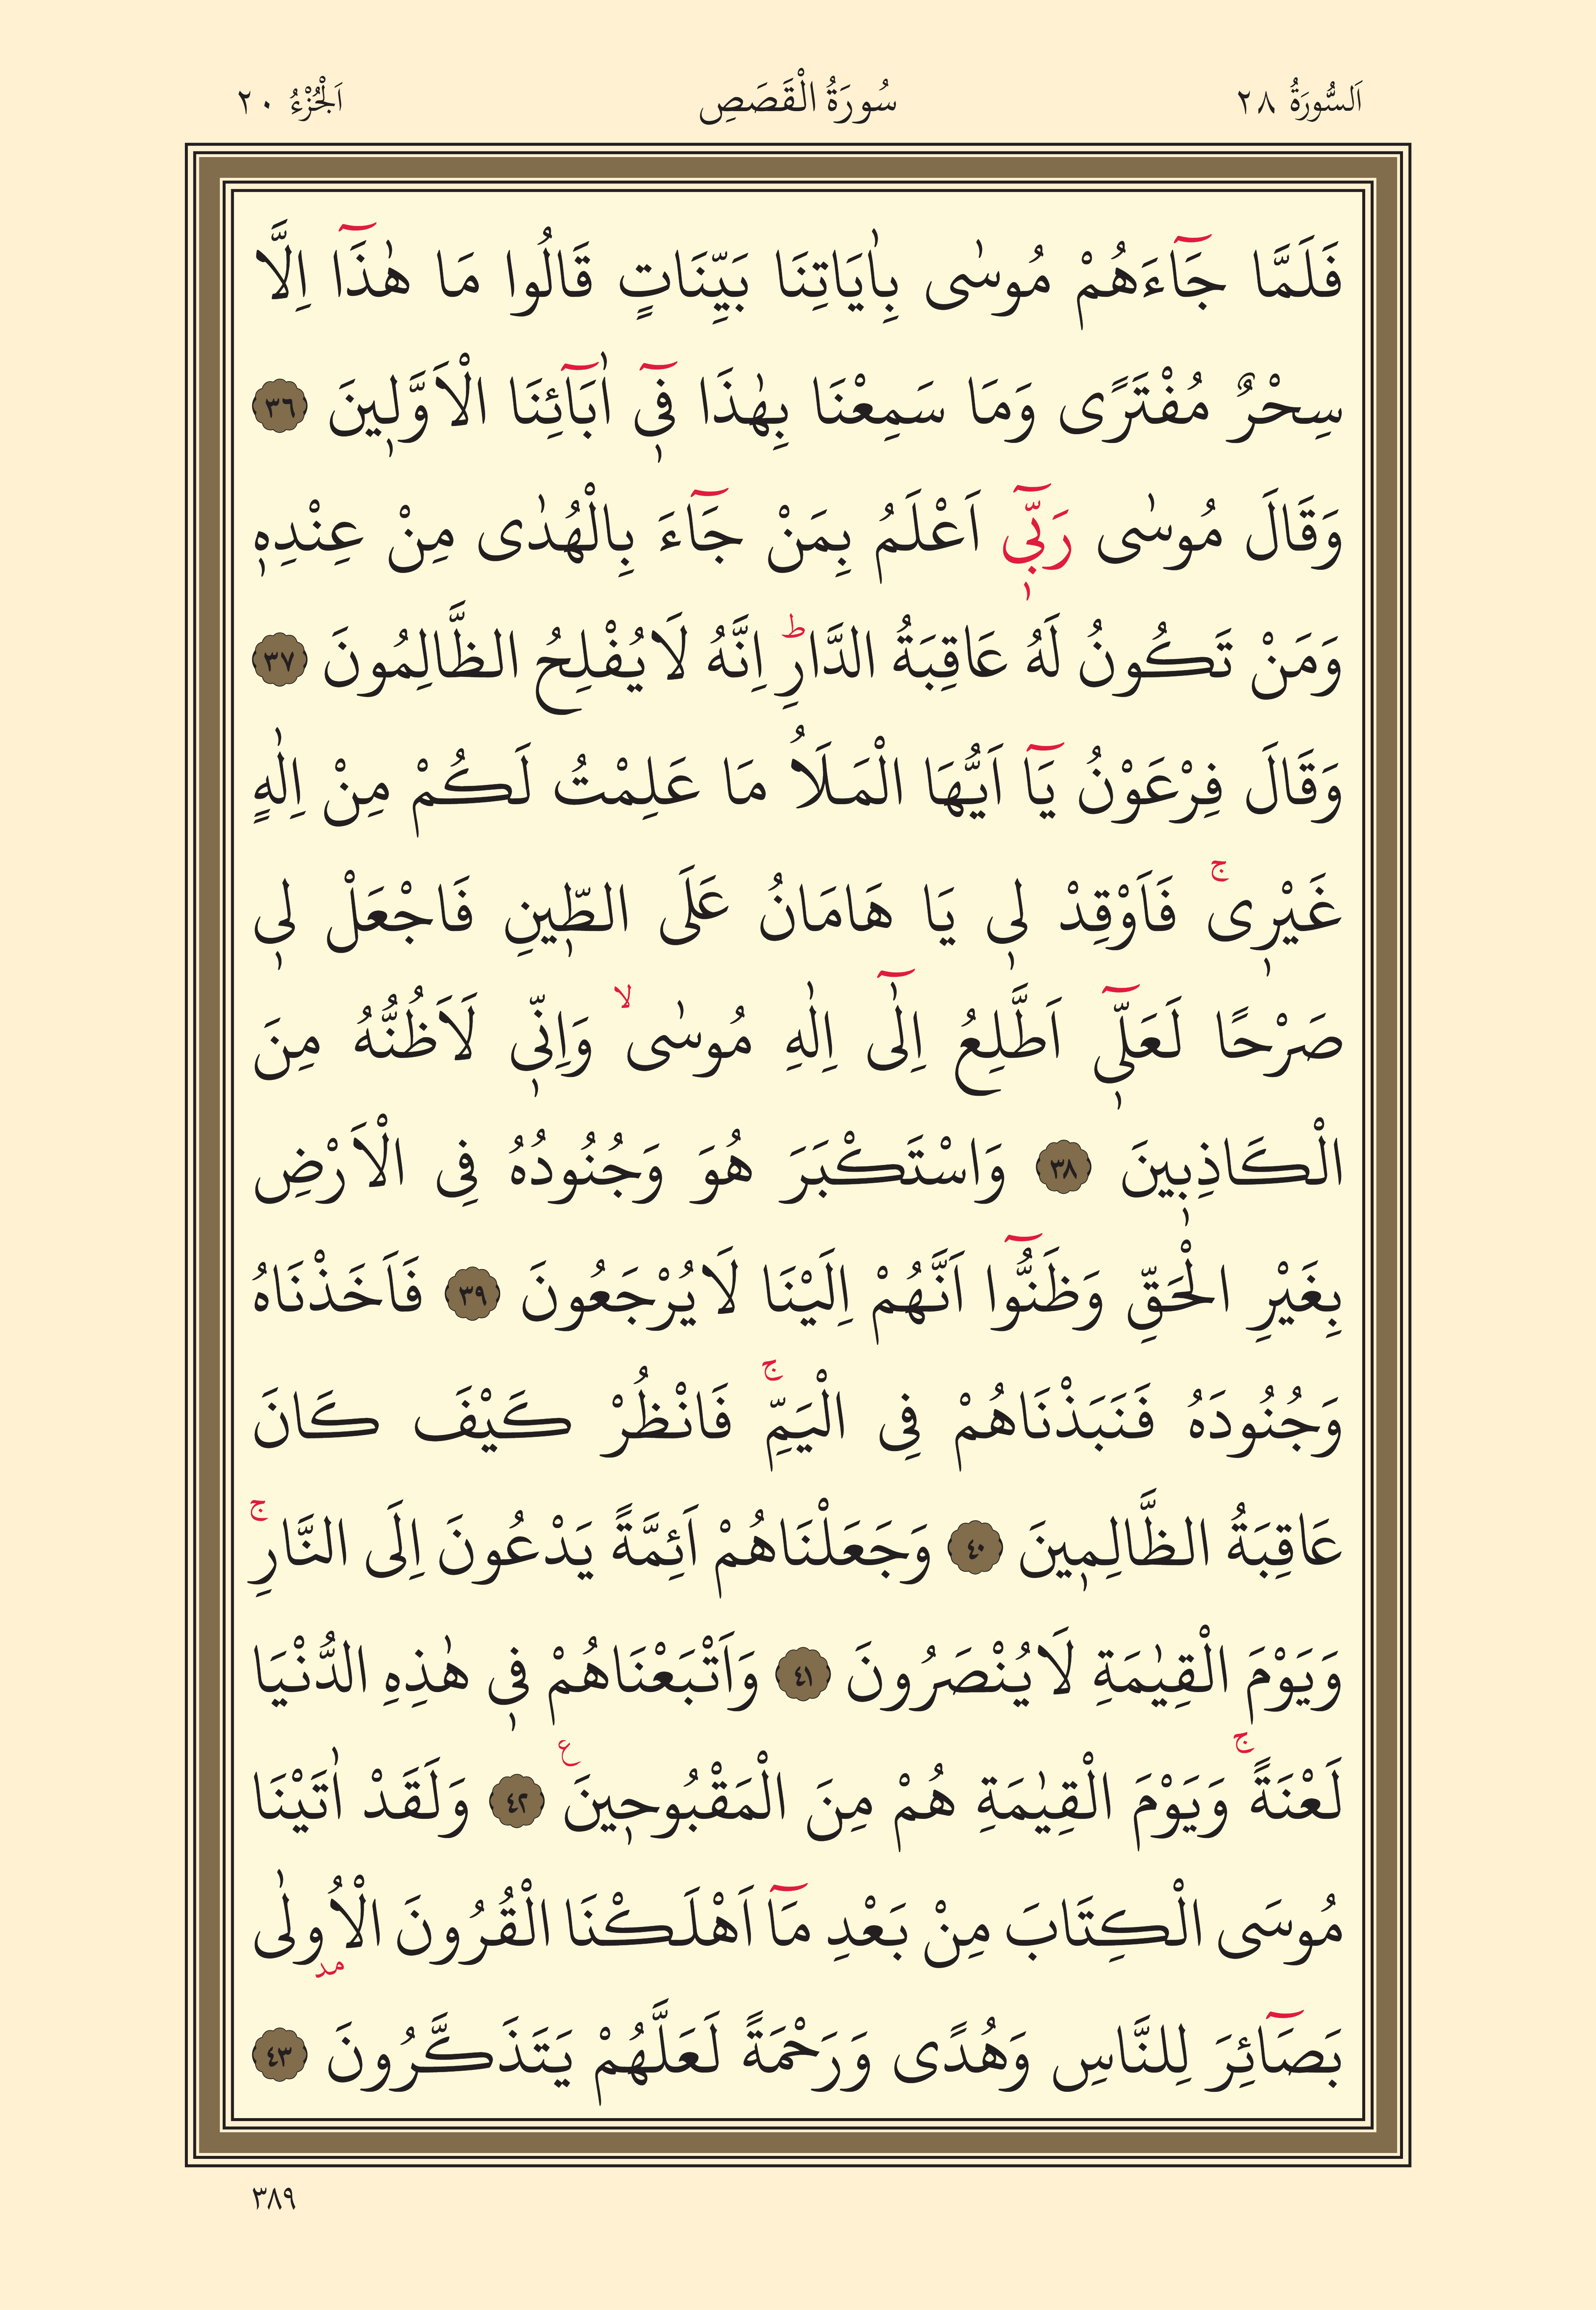 اَلسُّورَةُ ٢٨ سُورَةُ الْقَصَصِ اَلْجُزْءُ ٢٠
فَلَمَّا جَٓاءَهُمْ مُوسٰى بِاٰيَاتِنَا بَيِّنَاتٍ قَالُوا مَا هٰذَٓا اِلَّا
سِحْرٌ مُفْتَرًى وَمَا سَمِعْنَا بِهٰذَا ف۪ٓي اٰبَٓائِنَا الْاَوَّل۪ينَ ٣٦
وَقَالَ مُوسٰى رَبّ۪ٓي اَعْلَمُ بِمَنْ جَٓاءَ بِالْهُدٰى مِنْ عِنْدِه۪
وَمَنْ تَكُونُ لَهُ عَاقِبَةُ الدَّارِۜ اِنَّهُ لَا يُفْلِحُ الظَّالِمُونَ ٣٧
وَقَالَ فِرْعَوْنُ يَٓا اَيُّهَا الْمَلَاُ مَا عَلِمْتُ لَكُمْ مِنْ اِلٰهٍ
غَيْر۪يۚ فَاَوْقِدْ ل۪ي يَا هَامَانُ عَلَى الطّ۪ينِ فَاجْعَلْ ل۪ي
صَرْحًا لَعَلّ۪ٓي اَطَّلِعُ اِلٰٓى اِلٰهِ مُوسٰىۙ وَاِنّ۪ي لَاَظُنُّهُ مِنَ
الْكَاذِب۪ينَ ٣٨ وَاسْتَكْبَرَ هُوَ وَجُنُودُهُ فِى الْاَرْضِ
بِغَيْرِ الْحَقِّ وَظَنُّٓوا اَنَّهُمْ اِلَيْنَا لَا يُرْجَعُونَ ٣٩ فَاَخَذْنَاهُ
وَجُنُودَهُ فَنَبَذْنَاهُمْ فِى الْيَمِّۚ فَانْظُرْ كَيْفَ كَانَ
عَاقِبَةُ الظَّالِم۪ينَ ٤٠ وَجَعَلْنَاهُمْ اَئِمَّةً يَدْعُونَ اِلَى النَّارِۚ
وَيَوْمَ الْقِيٰمَةِ لَا يُنْصَرُونَ ٤١ وَاَتْبَعْنَاهُمْ ف۪ي هٰذِهِ الدُّنْيَا
لَعْنَةًۚ وَيَوْمَ الْقِيٰمَةِ هُمْ مِنَ الْمَقْبُوح۪ينَ ع ٤٢ وَلَقَدْ اٰتَيْنَا
مُوسَى الْكِتَابَ مِنْ بَعْدِ مَٓا اَهْلَكْنَا الْقُرُونَ الْاُولٰى مد
بَصَٓائِرَ لِلنَّاسِ وَهُدًى وَرَحْمَةً لَعَلَّهُمْ يَتَذَكَّرُونَ ٤٣
٣٨٩